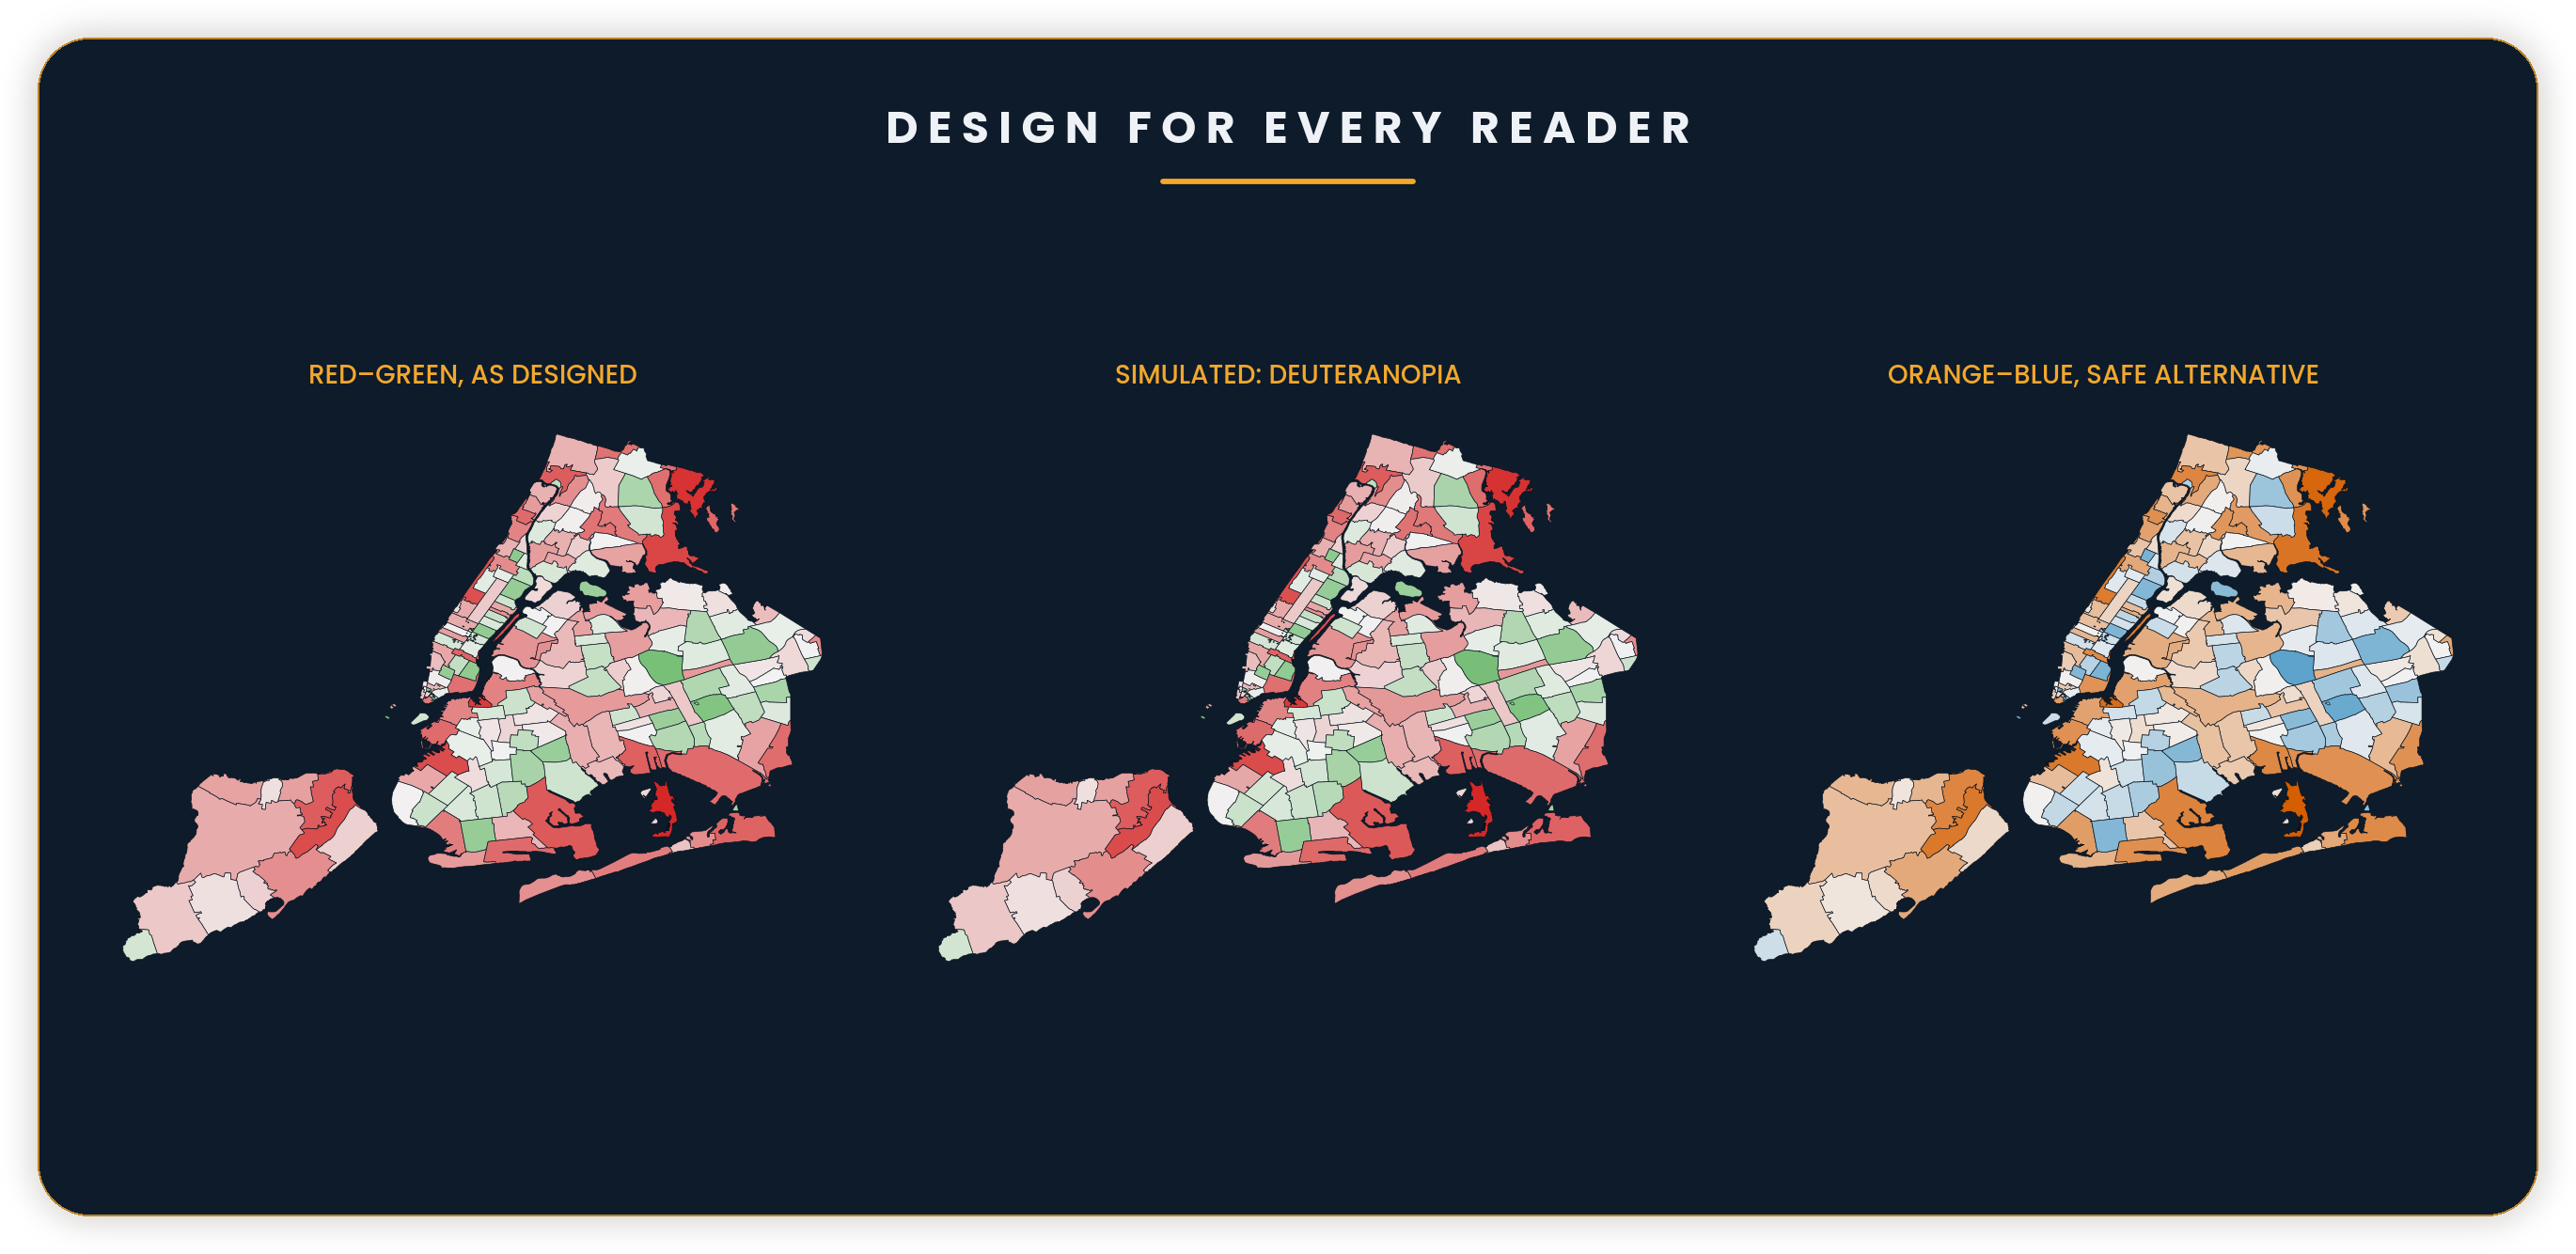 DESIGN FOR EVERY READER
RED–GREEN, AS DESIGNED
SIMULATED: DEUTERANOPIA
ORANGE–BLUE, SAFE ALTERNATIVE